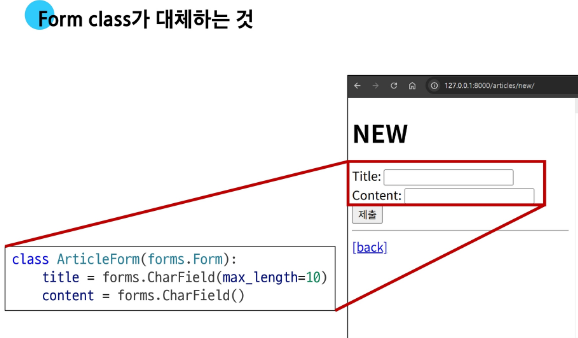 Form class가 대체하는 것
127.0.0.1:8000/articles/new/
NEW
Title:
Content:
제출
[back]
class ArticleForm(forms.Form):
    title = forms.CharField(max_length=10)
    content = forms.CharField()